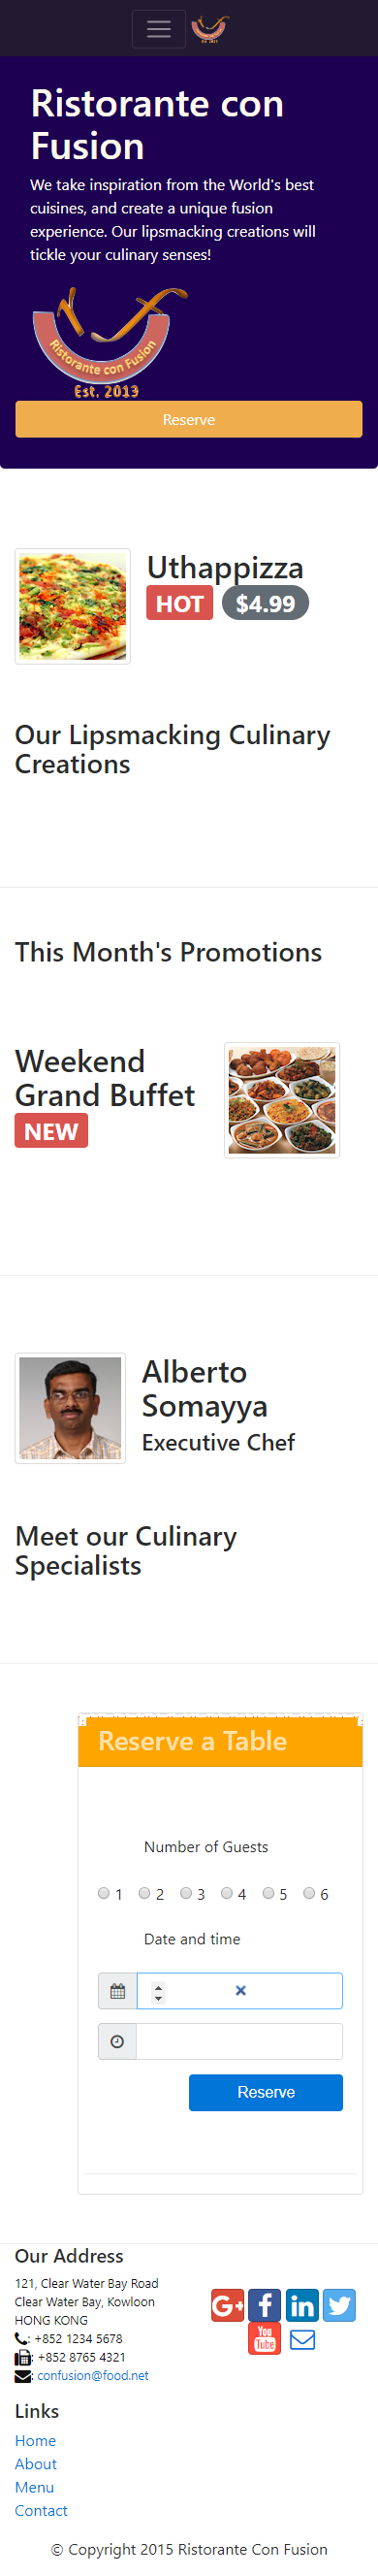 Est. 2013
Ristorante con
Fusion
We take inspiration from the World's best
cuisines, and create a unique fusion
experience. Our lipsmacking creations will
tickle your culinary senses!
Ristorante con Fusion
Est. 2013
Reserve
Uthappizza
HOT $4.99
Our Lipsmacking Culinary
Creations
This Month's Promotions
Weekend
Grand Buffet
NEW
Alberto
Somayya
Executive Chef
Meet our Culinary
Specialists
Reserve a Table
Number of Guests
1 2 3 4 5 6
Date and time
Reserve
Our Address
121, Clear Water Bay Road
Clear Water Bay, Kowloon
HONG KONG
: +852 1234 5678
: +852 8765 4321
: confusion@food.net
G+ f in
You
Tube
Links
Home
About
Menu
Contact
© Copyright 2015 Ristorante Con Fusion